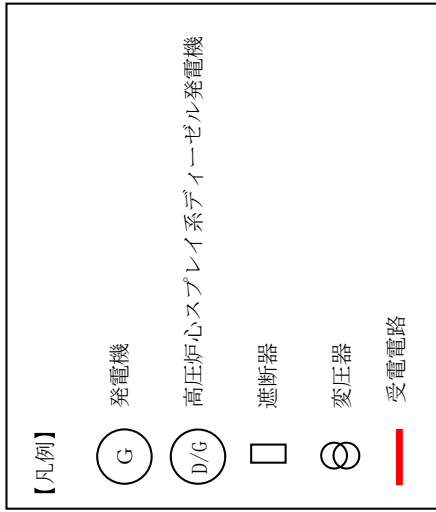 【凡例】
G 発電機
D/G 高圧炉心スプレイ系ディーゼル発電機
遮断器
変圧器
受電電路